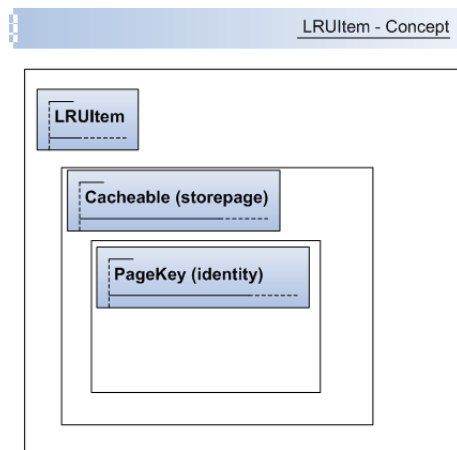 LRUItem - Concept
LRUItem
Cacheable (storepage)
PageKey (identity)